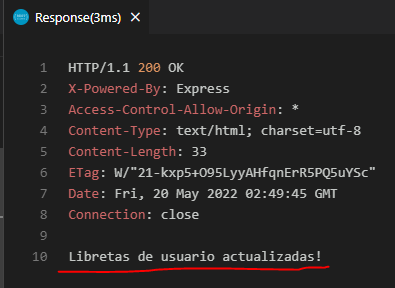 Response(3ms)
1 HTTP/1.1 200 OK
2 X-Powered-By: Express
3 Access-Control-Allow-Origin: *
4 Content-Type: text/html; charset=utf-8
5 Content-Length: 33
6 ETag: W/"21-kxp5+O95LyyAHfqnErR5PQ5uYSc"
7 Date: Fri, 20 May 2022 02:49:45 GMT
8 Connection: close
9
10 Libretas de usuario actualizadas!